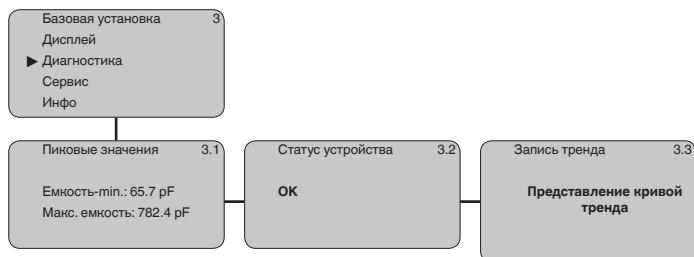 Базовая установка 3
Дисплей
▶ Диагностика
Сервис
Инфо
Пиковые значения 3.1
Емкость-min.: 65.7 pF
Макс. емкость: 782.4 pF
Статус устройства 3.2
OK
Запись тренда 3.3
Представление кривой
тренда